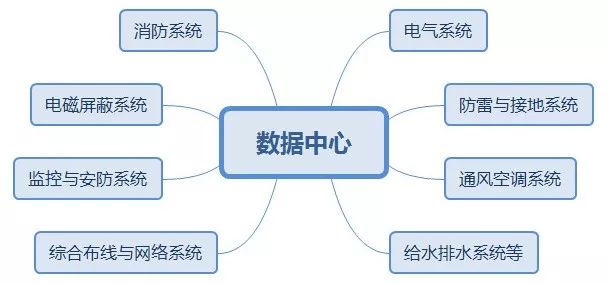 消防系统
电气系统
电磁屏蔽系统
防雷与接地系统
数据中心
监控与安防系统
通风空调系统
综合布线与网络系统
给水排水系统等